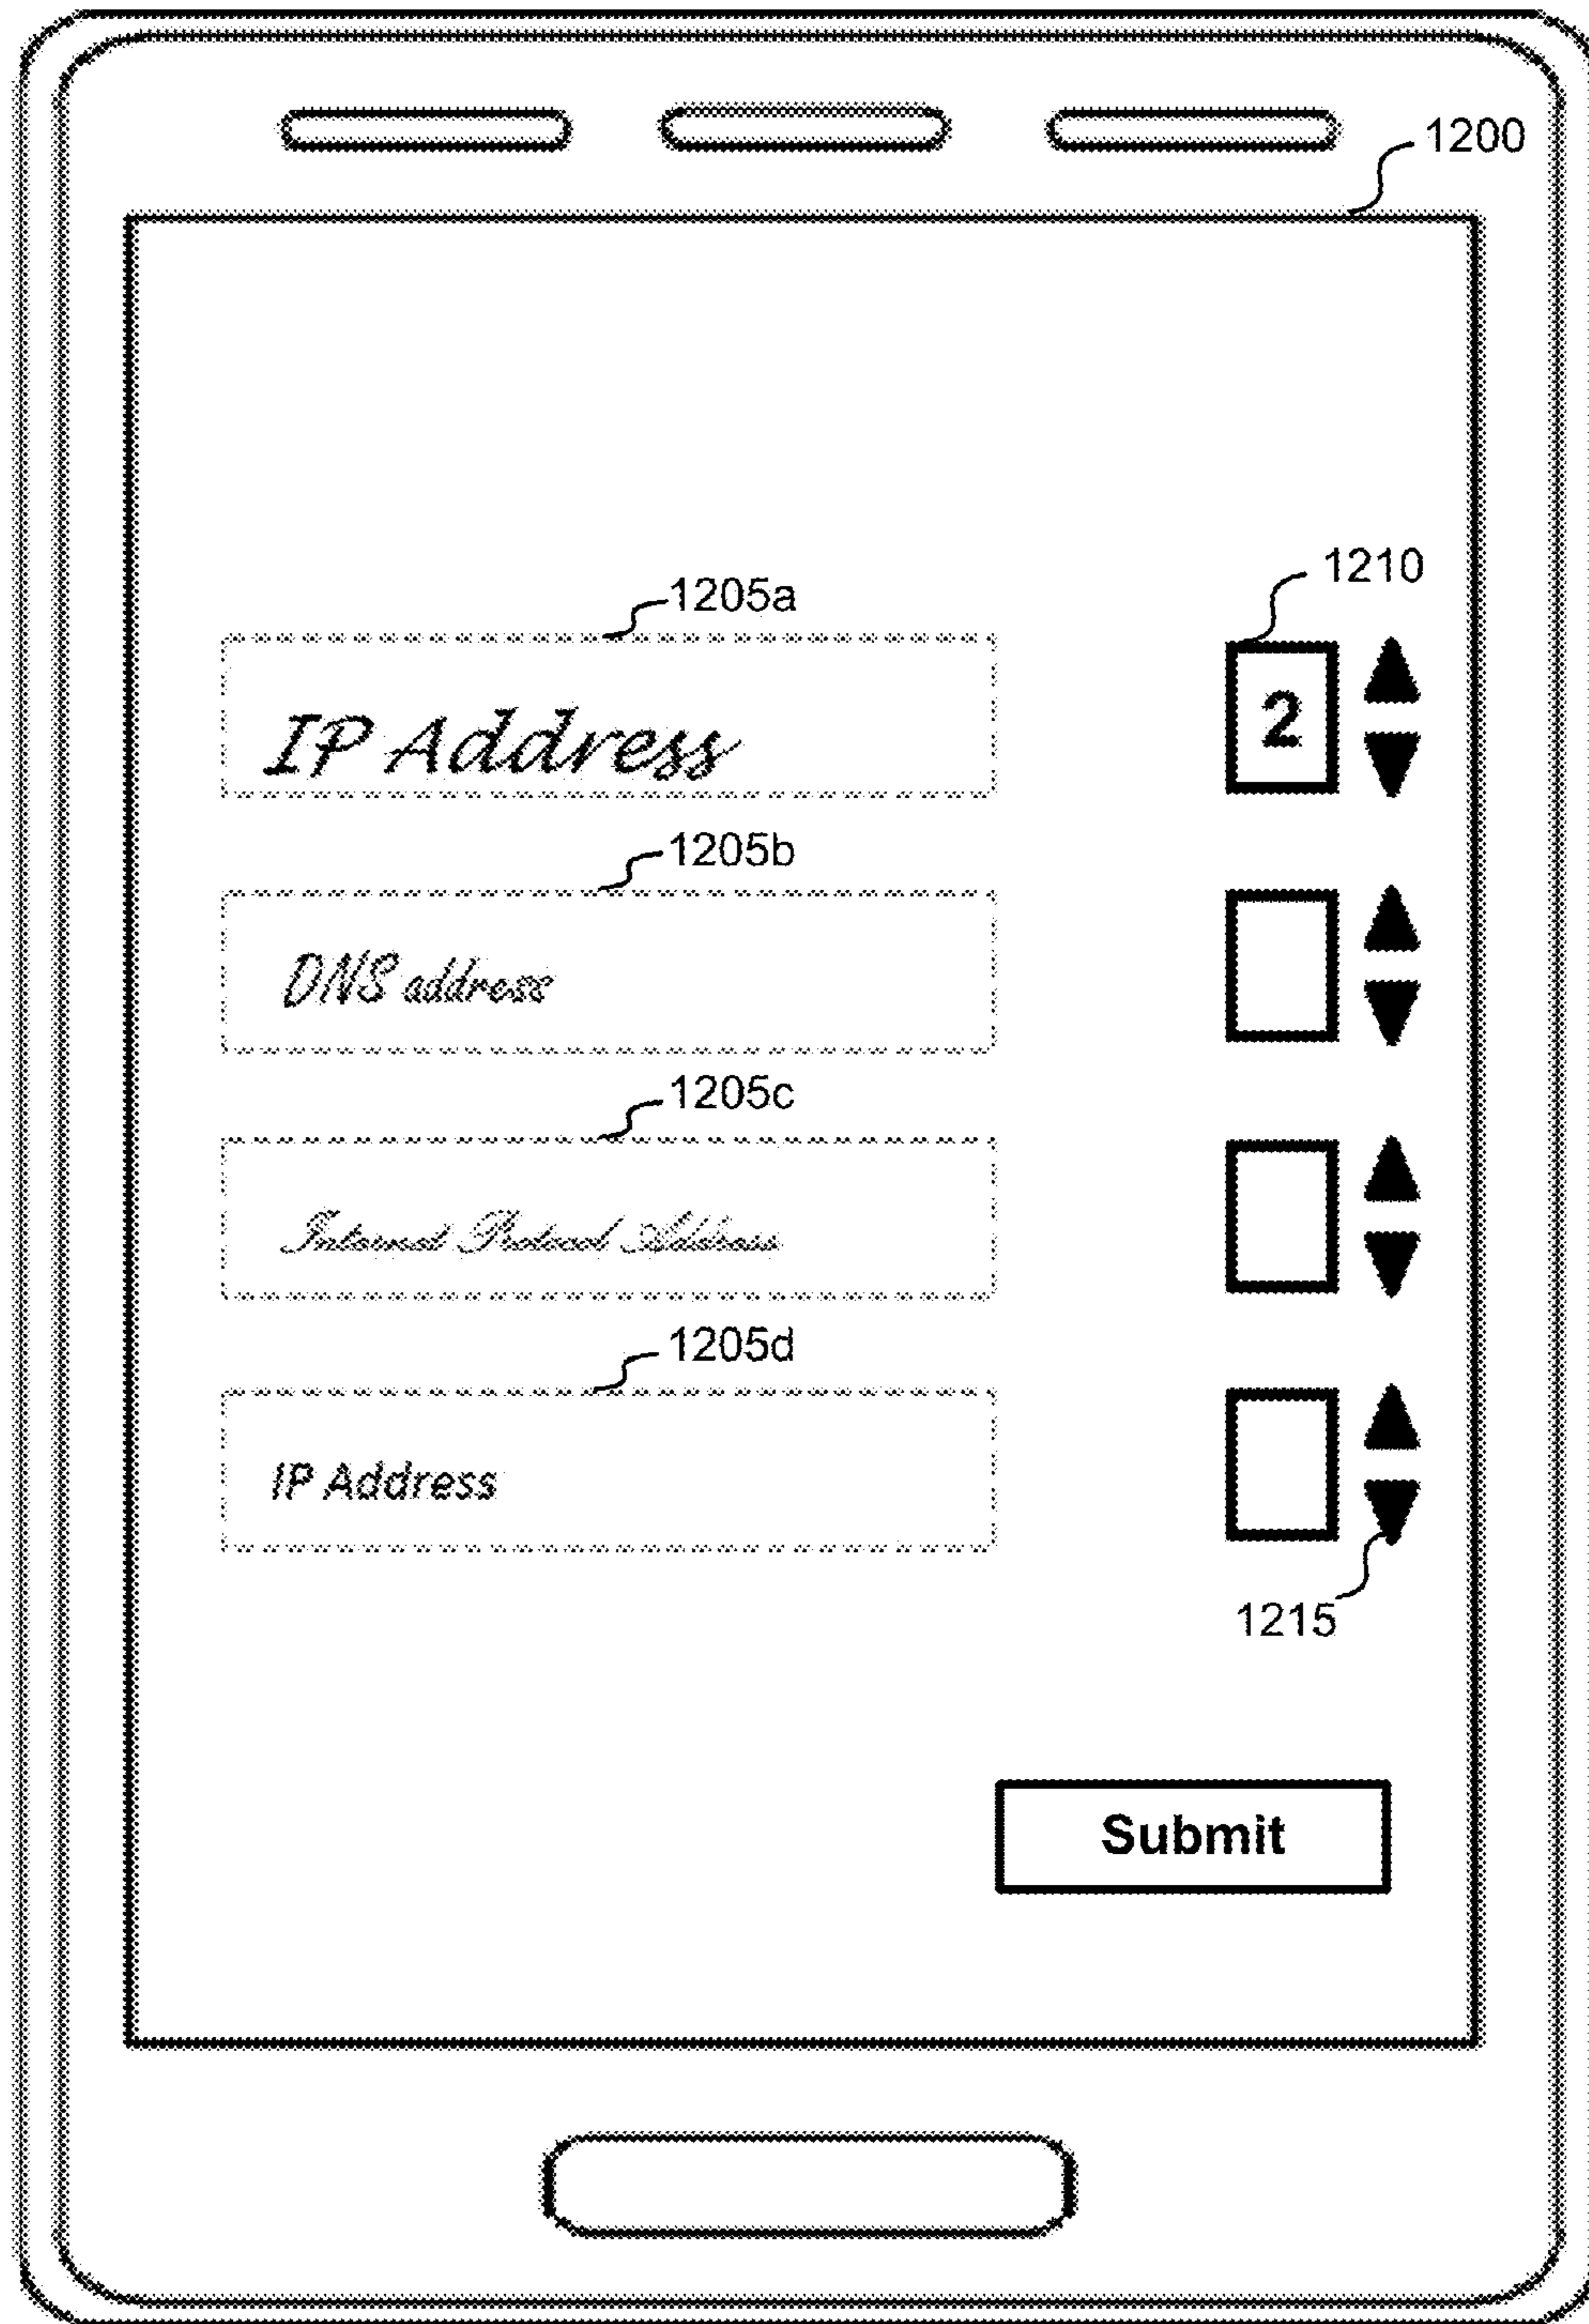 1200
1210
1205a
IP Address
2
1205b
DNS address
1205c
Internet Protocol Address
1205d
IP Address
1215
Submit